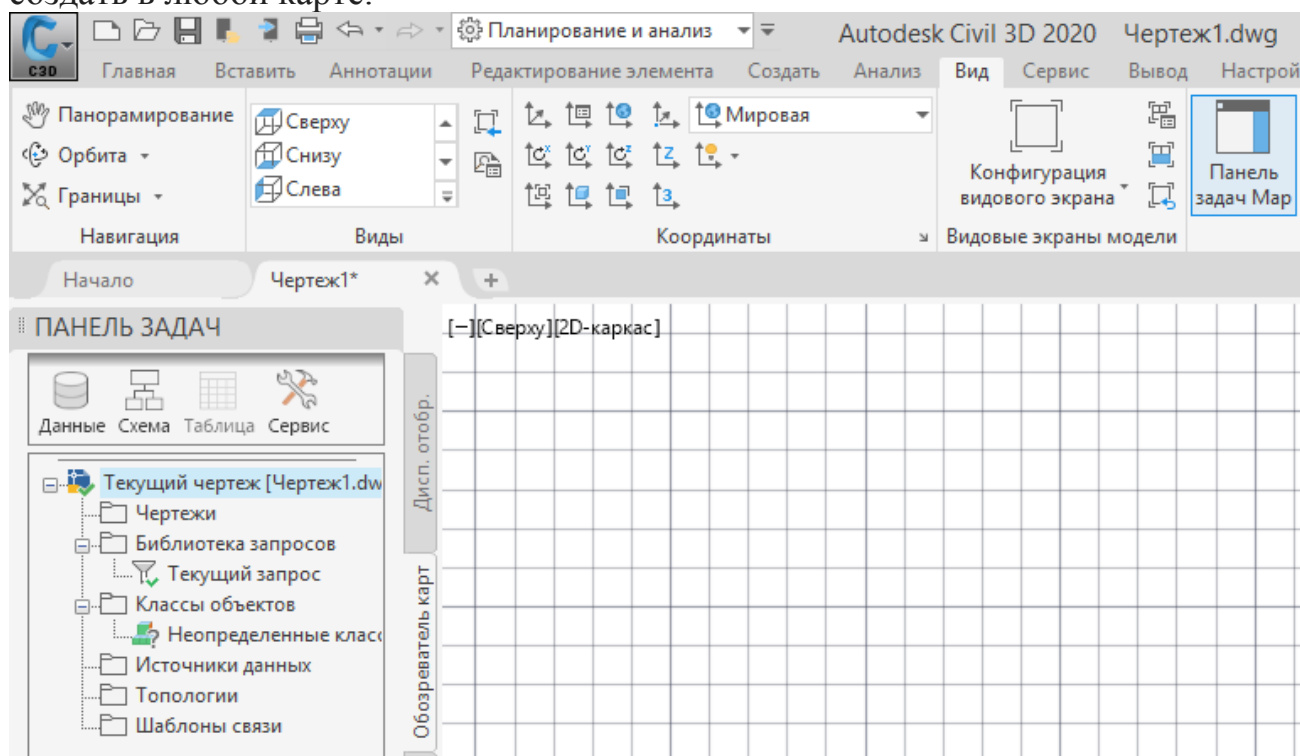 создать в любой карте.
Планирование и анализ Autodesk Civil 3D 2020 Чертеж1.dwg
C3D Главная Вставить Аннотации Редактирование элемента Создать Анализ Вид Сервис Вывод Настрой
Панорамирование
Орбита
Границы
Навигация
Сверху
Снизу
Слева
Виды
Мировая
Координаты
Конфигурация
видового экрана
Видовые экраны модели
Панель
задач Map
Начало Чертеж1*
ПАНЕЛЬ ЗАДАЧ
Данные Схема Таблица Сервис
Текущий чертеж [Чертеж1.dw
Чертежи
Библиотека запросов
Текущий запрос
Классы объектов
Неопределенные класс
Источники данных
Топологии
Шаблоны связи
Дисп. отобр.
Обозреватель карт
[−][Сверху][2D-каркас]